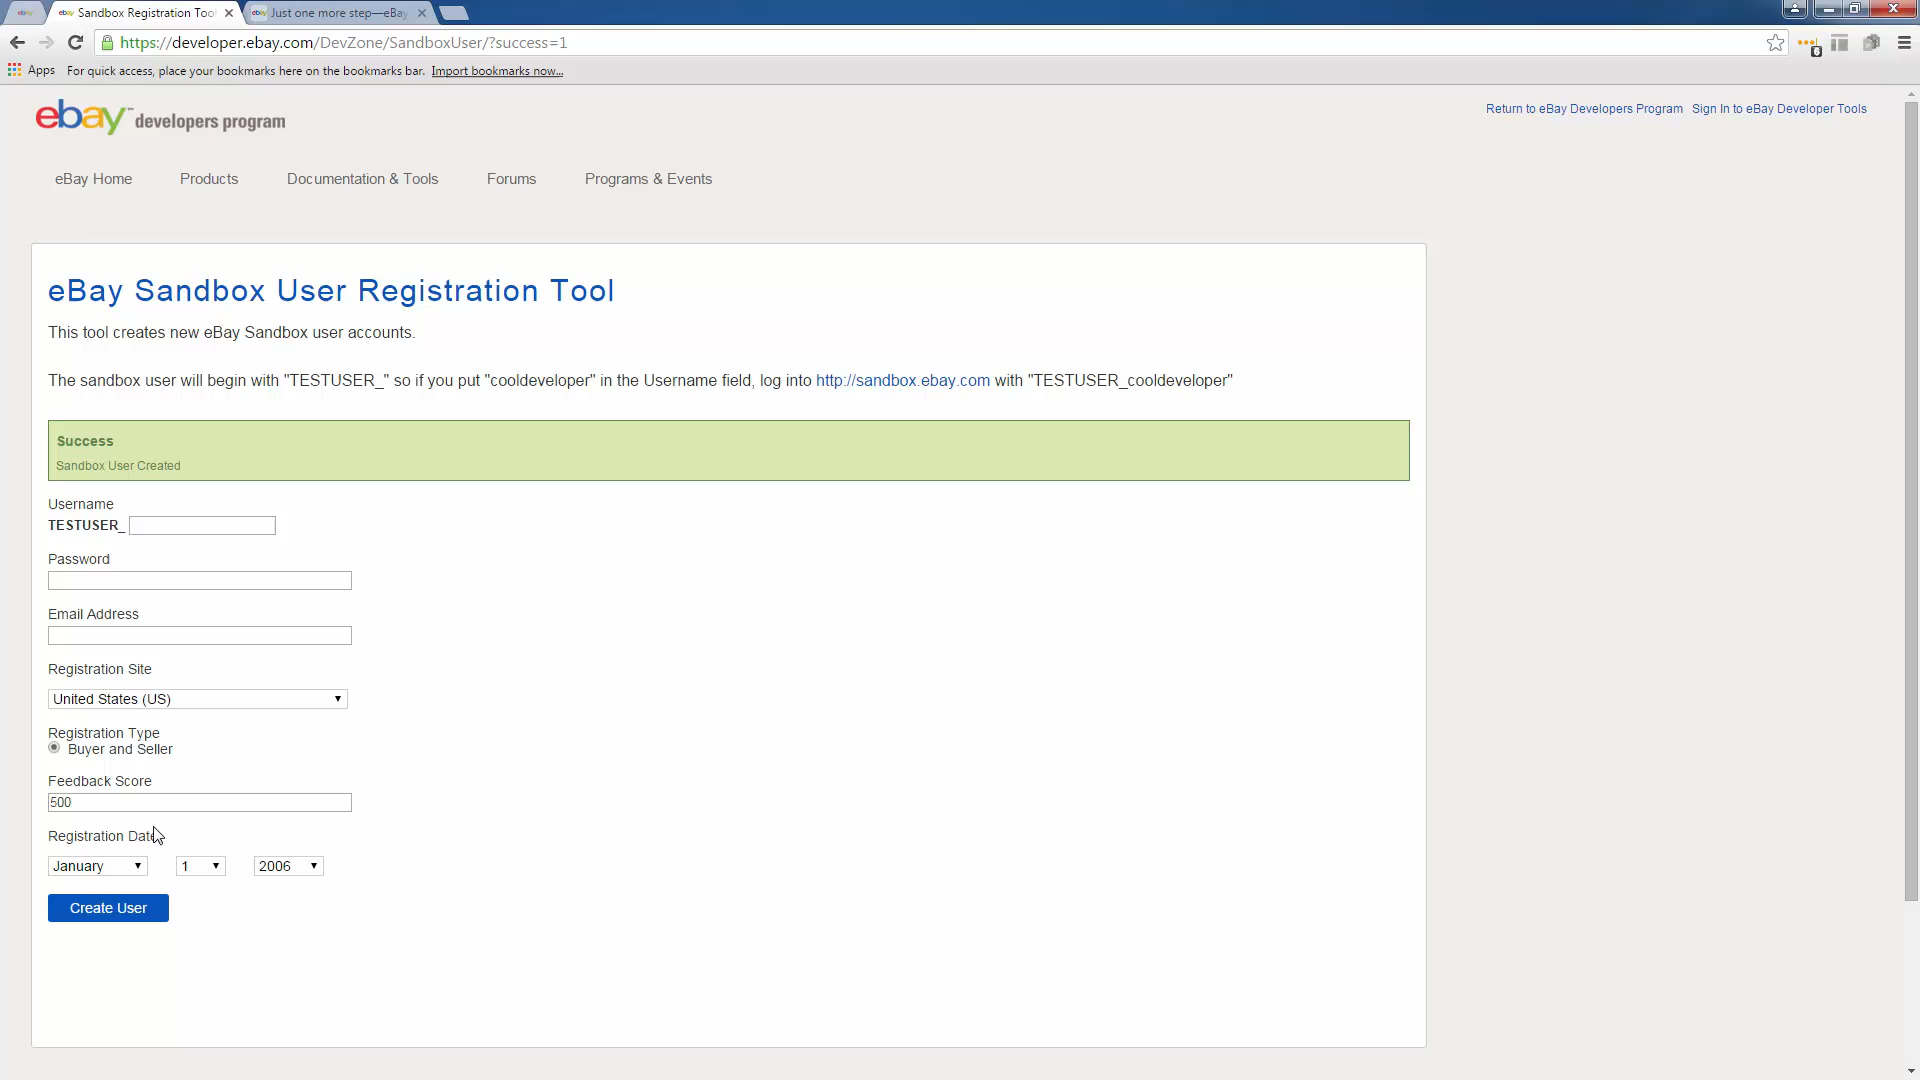 Sandbox Registration Tool
Just one more step—eBay
https://developer.ebay.com/DevZone/SandboxUser/?success=1
6
Apps For quick access, place your bookmarks here on the bookmarks bar. Import bookmarks now...
ebay™ developers program
Return to eBay Developers Program Sign In to eBay Developer Tools
eBay Home Products Documentation & Tools Forums Programs & Events
eBay Sandbox User Registration Tool
This tool creates new eBay Sandbox user accounts.
The sandbox user will begin with "TESTUSER_" so if you put "cooldeveloper" in the Username field, log into http://sandbox.ebay.com with "TESTUSER_cooldeveloper"
Success
Sandbox User Created
Username
TESTUSER_
Password
Email Address
Registration Site
United States (US)
Registration Type
Buyer and Seller
Feedback Score
500
Registration Date
January 1 2006
Create User